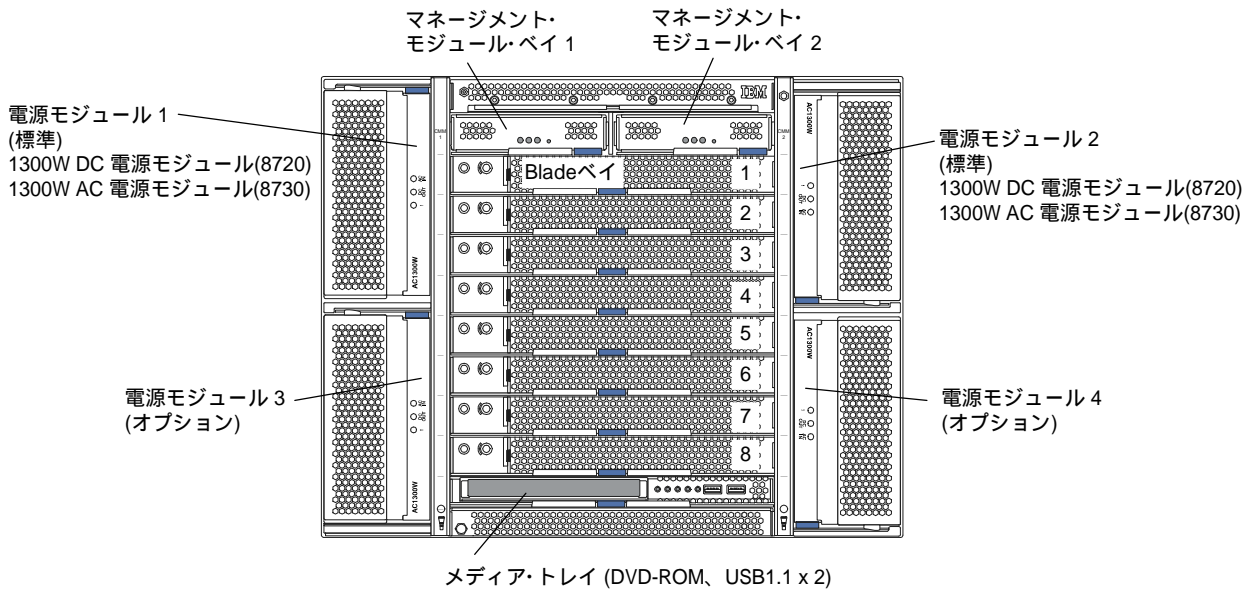 マネージメント・
モジュール・ベイ 1
マネージメント・
モジュール・ベイ 2
IBM
電源モジュール 1
(標準)
1300W DC 電源モジュール(8720)
1300W AC 電源モジュール(8730)
電源モジュール 2
(標準)
1300W DC 電源モジュール(8720)
1300W AC 電源モジュール(8730)
CMM
1
CMM
2
AC1300W
AC1300W
Bladeベイ
1
2
3
4
5
6
7
8
電源モジュール 3
(オプション)
電源モジュール 4
(オプション)
AC1300W
AC1300W
メディア・トレイ (DVD-ROM、USB1.1 x 2)